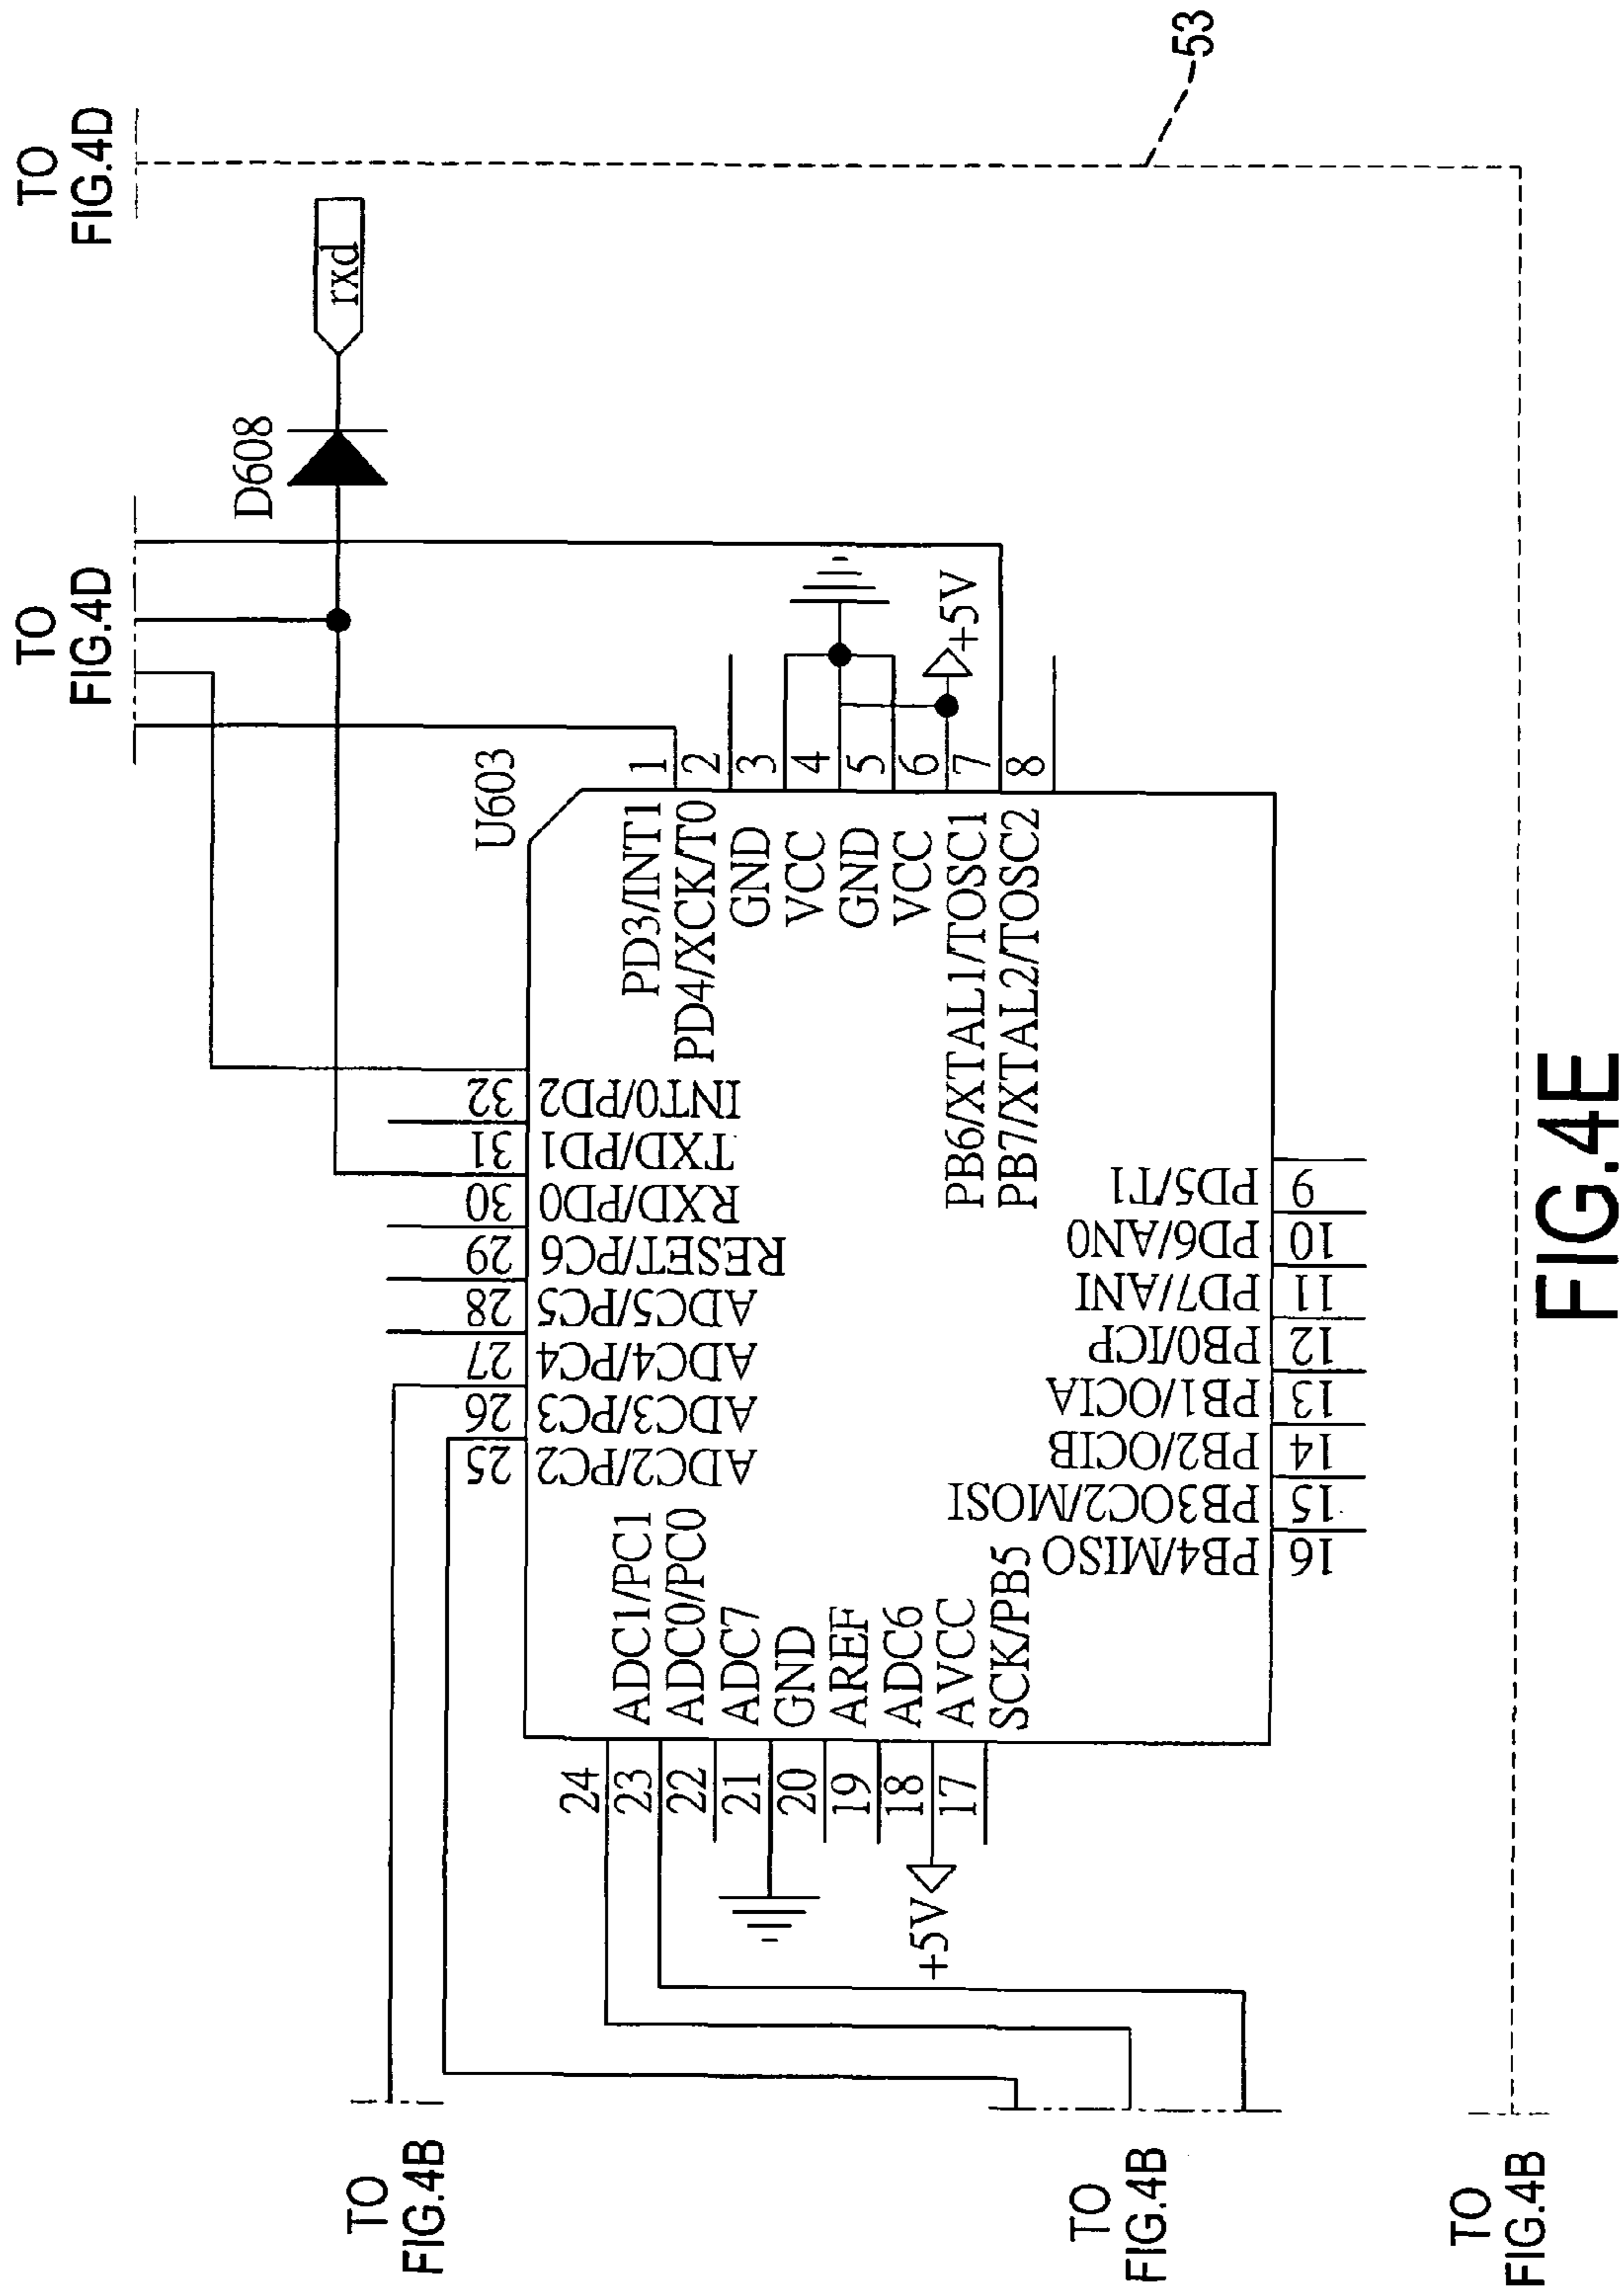 TO
FIG.4D
TO
FIG.4D
53
rxd
D608
U603
1 PD3/INT1
2 PD4/XCK/T0
3 GND
4 VCC
5 GND
6 VCC
7 PB6/XTAL1/TOSC1
8 PB7/XTAL2/TOSC2
+5V
32 INT0/PD2
31 TXD/PD1
30 RXD/PD0
29 RESET/PC6
28 ADC5/PC5
27 ADC4/PC4
26 ADC3/PC3
25 ADC2/PC2
PD5/T1 9
PD6/AN0 10
PD7//ANI 11
PB0/ICP 12
PB1/OCIA 13
PB2/OCIB 14
PB3OC2/MOSI 15
PB4/MISO 16
24 ADC1/PC1
23 ADC0/PC0
22 ADC7
21 GND
20 AREF
19 ADC6
18 AVCC
17 SCK/PB5
+5V
TO
FIG.4B
TO
FIG.4B
TO
FIG.4B
FIG.4E